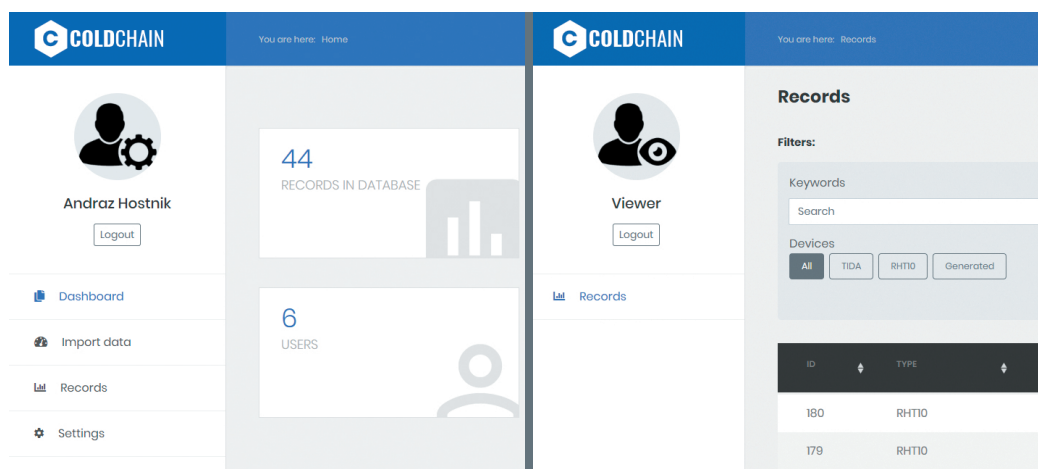 C COLDCHAIN
You are here: Home
Andraz Hostnik
Logout
Dashboard
Import data
Records
Settings
44
RECORDS IN DATABASE
6
USERS
C COLDCHAIN
You are here: Records
Viewer
Logout
Records
Records
Filters:
Keywords
Search
Devices
All TIDA RHT10 Generated
ID TYPE
180 RHT10
179 RHT10